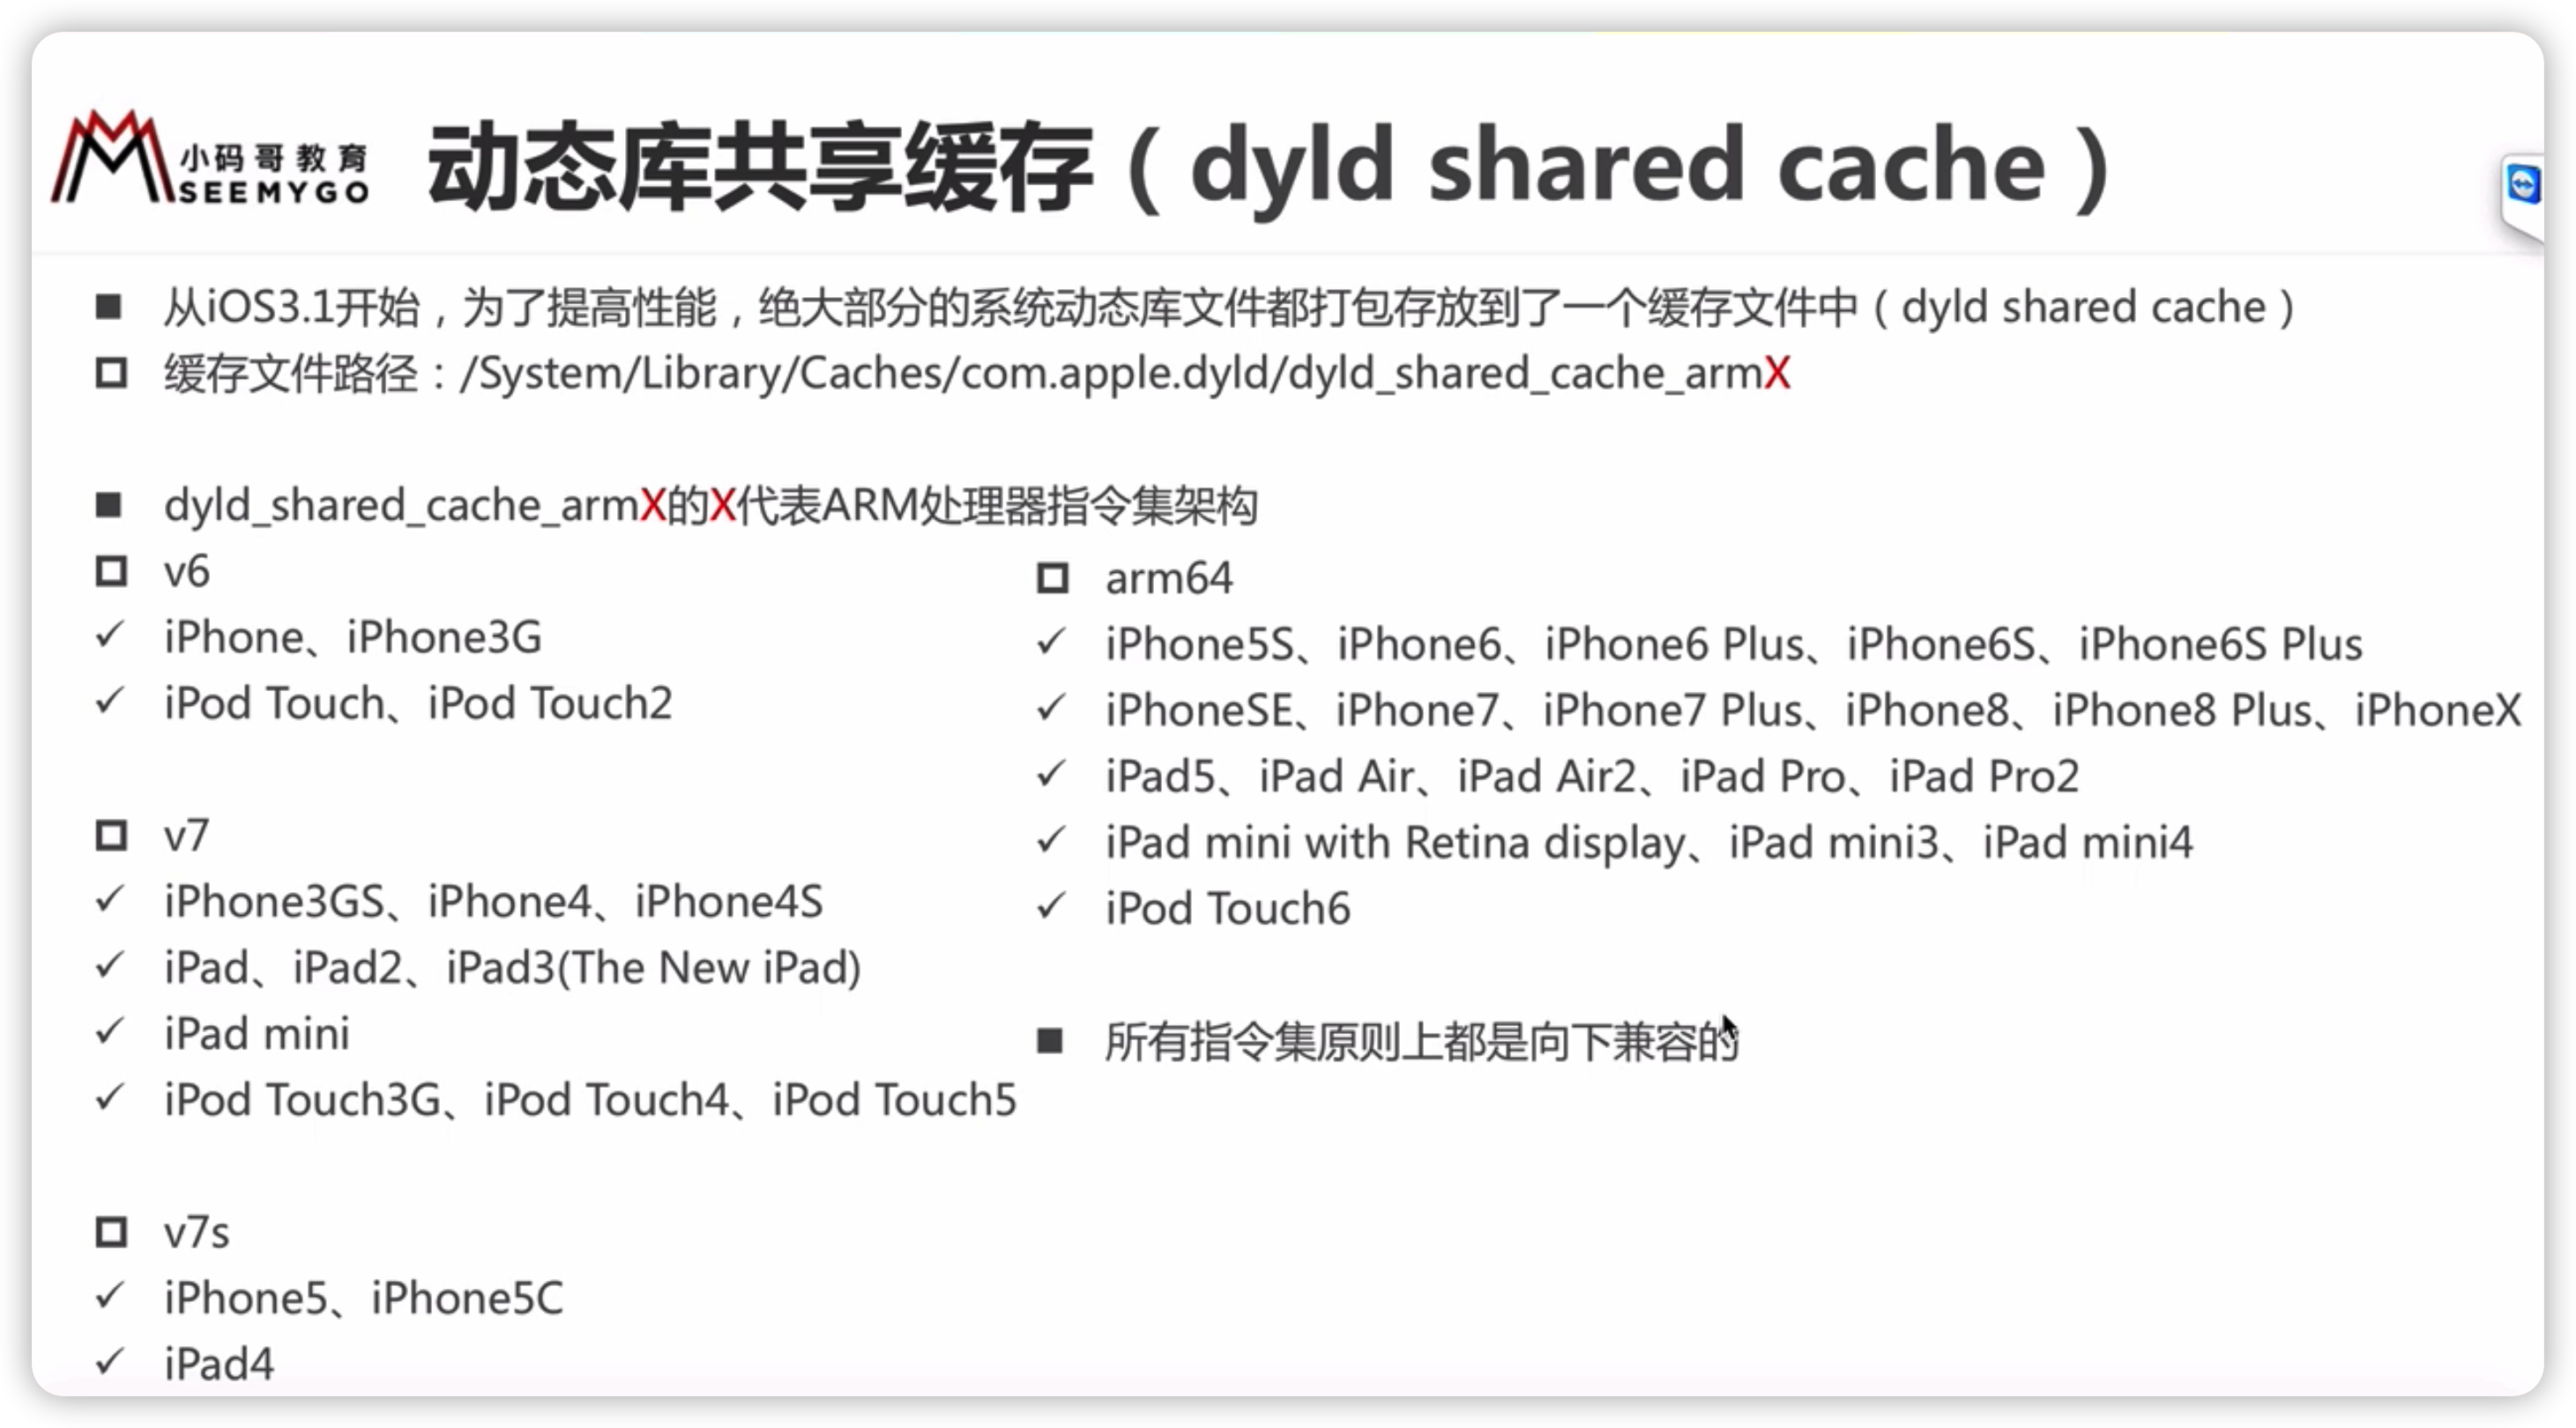 小码哥教育
SEEMYGO
动态库共享缓存（dyld shared cache）
从iOS3.1开始，为了提高性能，绝大部分的系统动态库文件都打包存放到了一个缓存文件中（dyld shared cache）
缓存文件路径：/System/Library/Caches/com.apple.dyld/dyld_shared_cache_armX
dyld_shared_cache_armX的X代表ARM处理器指令集架构
v6
iPhone、iPhone3G
iPod Touch、iPod Touch2
v7
iPhone3GS、iPhone4、iPhone4S
iPad、iPad2、iPad3(The New iPad)
iPad mini
iPod Touch3G、iPod Touch4、iPod Touch5
v7s
iPhone5、iPhone5C
iPad4
arm64
iPhone5S、iPhone6、iPhone6 Plus、iPhone6S、iPhone6S Plus
iPhoneSE、iPhone7、iPhone7 Plus、iPhone8、iPhone8 Plus、iPhoneX
iPad5、iPad Air、iPad Air2、iPad Pro、iPad Pro2
iPad mini with Retina display、iPad mini3、iPad mini4
iPod Touch6
所有指令集原则上都是向下兼容的